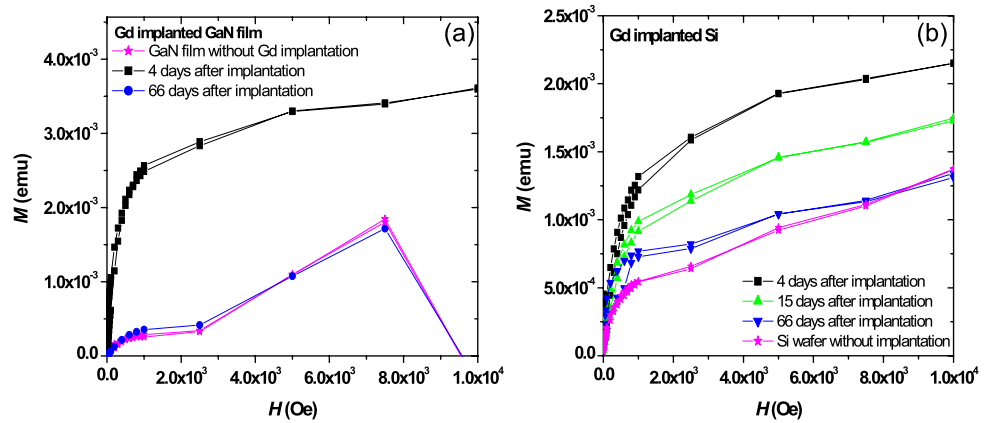 Gd implanted GaN film
(a)
GaN film without Gd implantation
4 days after implantation
66 days after implantation
4.0x10⁻³
3.0x10⁻³
2.0x10⁻³
1.0x10⁻³
0.0
M (emu)
0.0
2.0x10³
4.0x10³
6.0x10³
8.0x10³
1.0x10⁴
H (Oe)
Gd implanted Si
(b)
2.5x10⁻³
2.0x10⁻³
1.5x10⁻³
1.0x10⁻³
5.0x10⁻⁴
0.0
M (emu)
4 days after implantation
15 days after implantation
66 days after implantation
Si wafer without implantation
0.0
2.0x10³
4.0x10³
6.0x10³
8.0x10³
1.0x10⁴
H (Oe)